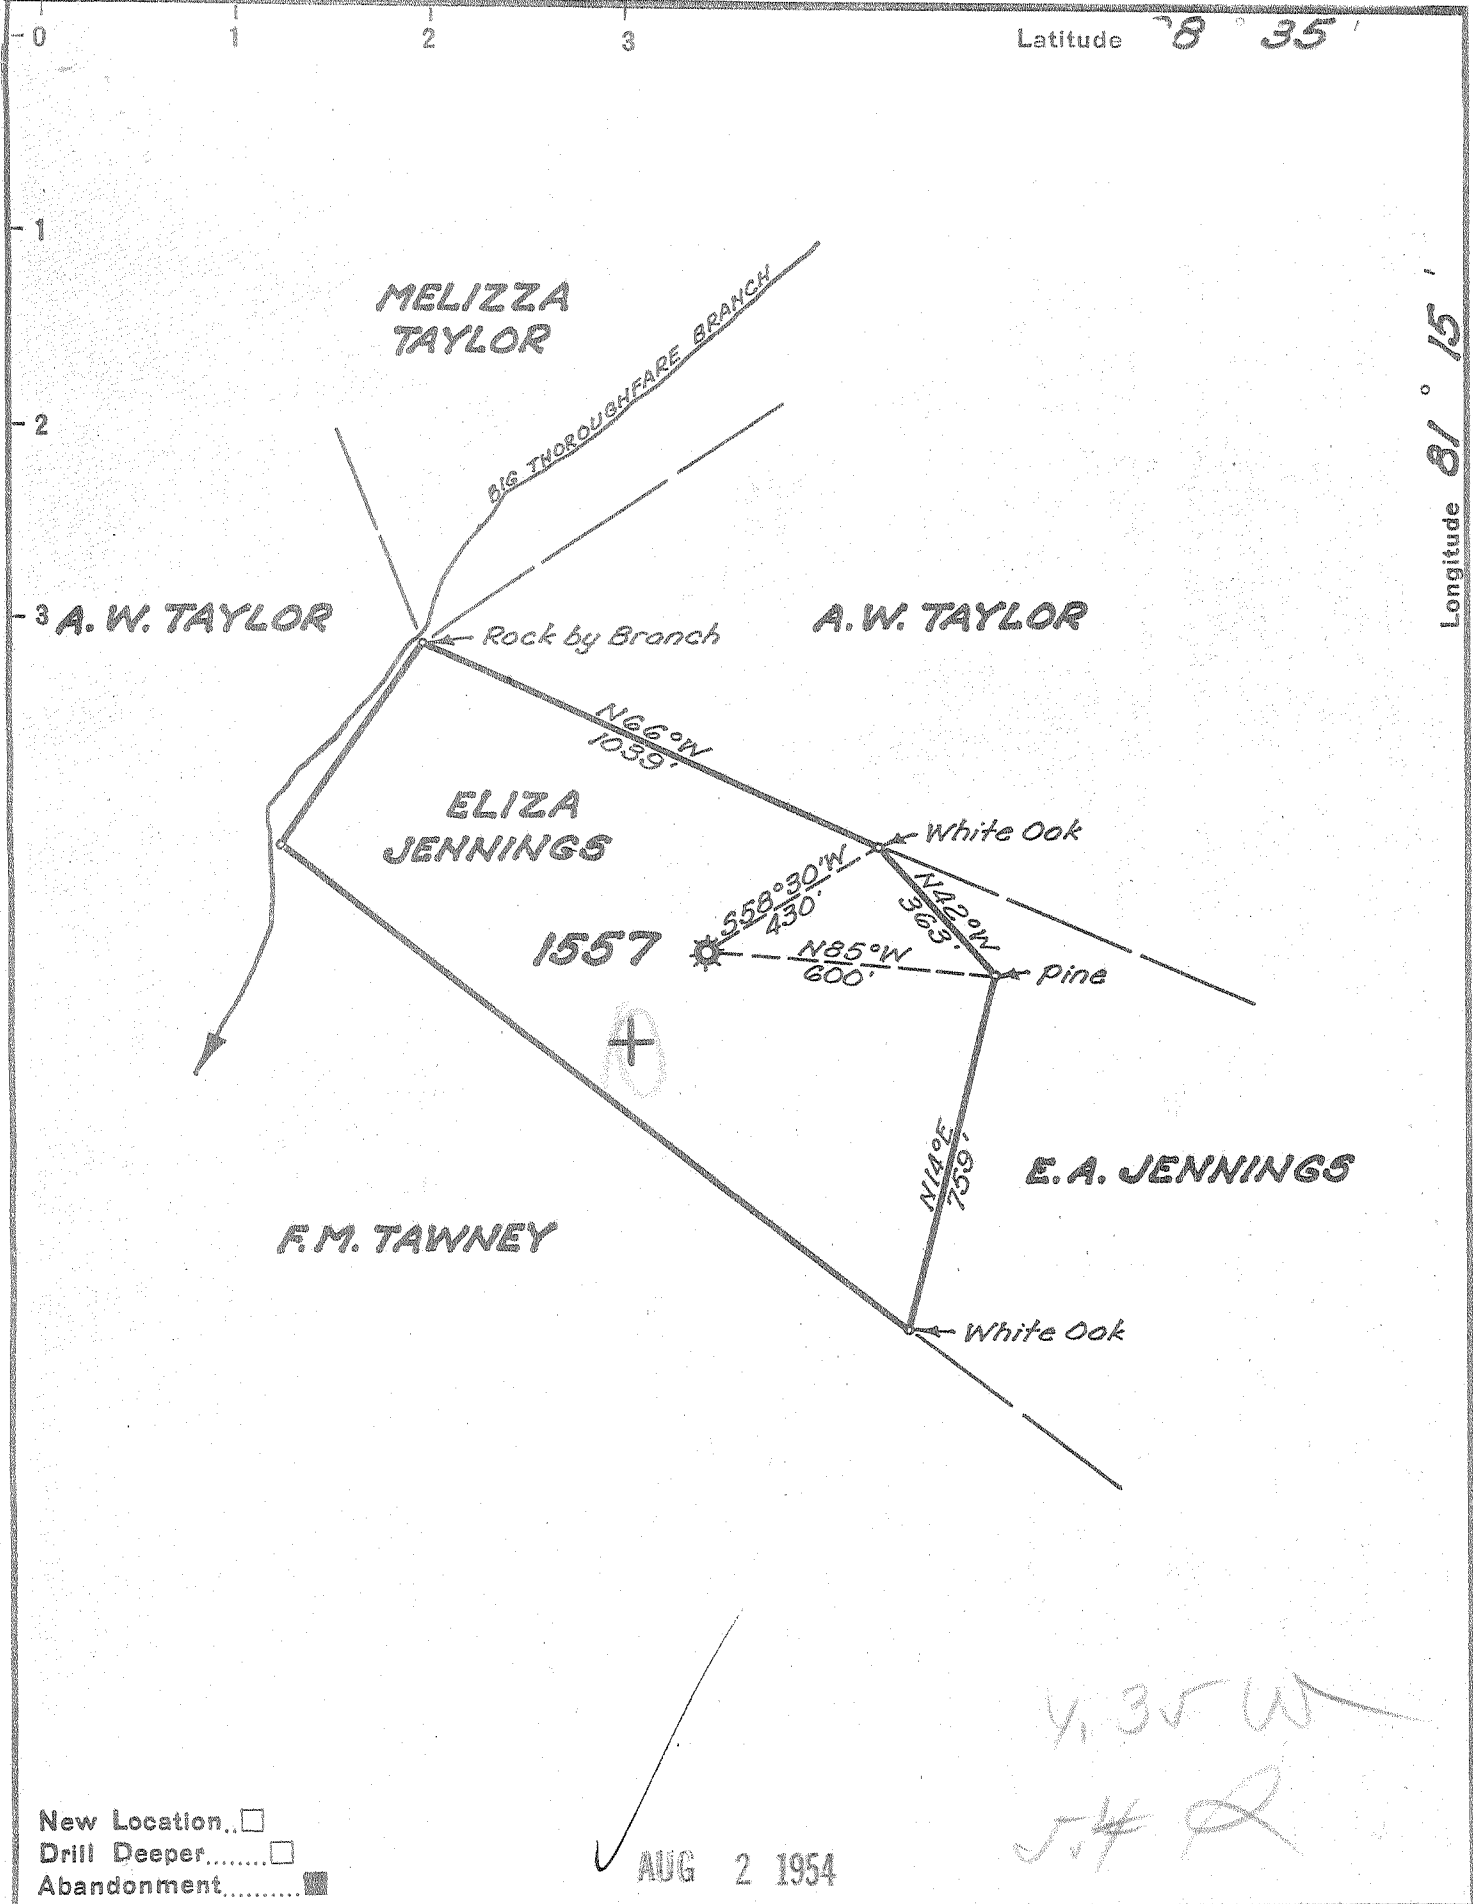 0 1 2 3 Latitude 8° 35'
1
2
3
Longitude 81° 15'
MELIZZA
TAYLOR
BIG THOROUGHFARE BRANCH
A. W. TAYLOR
Rock by Branch
A. W. TAYLOR
N66°W
1039'
ELIZA
JENNINGS
White Oak
S58°30'W
430'
N42°W
363'
1557
N85°W
600'
Pine
N14°E
759'
E. A. JENNINGS
F. M. TAWNEY
White Oak
New Location..
Drill Deeper........
Abandonment..........
AUG 2 1954